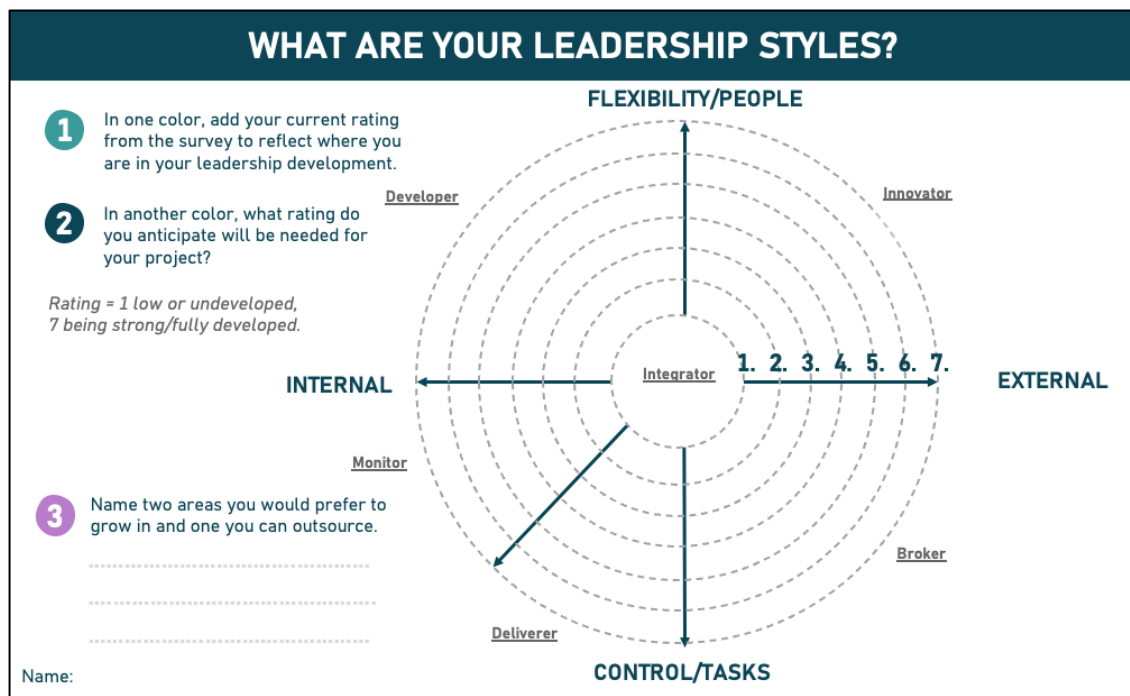 WHAT ARE YOUR LEADERSHIP STYLES?
1
In one color, add your current rating
from the survey to reflect where you
are in your leadership development.
2
In another color, what rating do
you anticipate will be needed for
your project?
Rating = 1 low or undeveloped,
7 being strong/fully developed.
3
Name two areas you would prefer to
grow in and one you can outsource.
Name:
FLEXIBILITY/PEOPLE
Developer
Innovator
INTERNAL
Integrator
1. 2. 3. 4. 5. 6. 7.
EXTERNAL
Monitor
Broker
Deliverer
CONTROL/TASKS